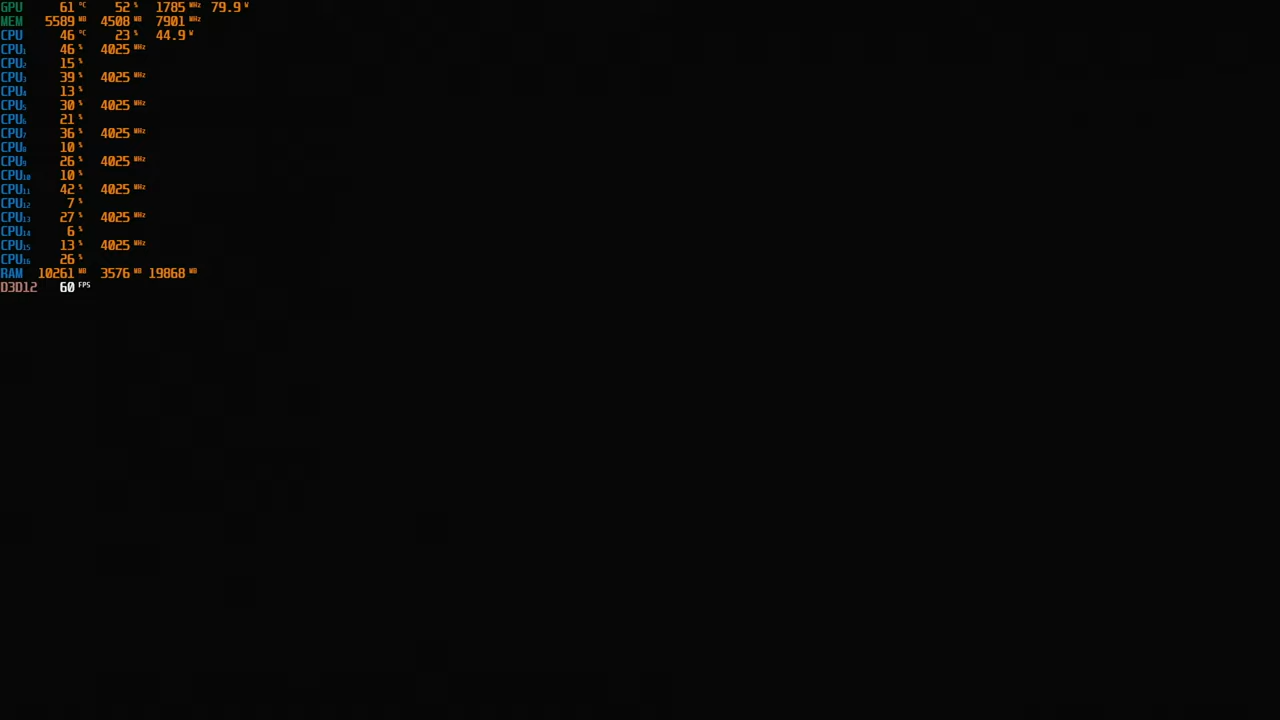 GPU 61 °C 52 % 1785 MHz 79.9 W
MEM 5589 MB 4508 MB 7901 MHz
CPU 46 °C 23 % 44.9 W
CPU1 46 % 4025 MHz
CPU2 15 %
CPU3 39 % 4025 MHz
CPU4 13 %
CPU5 30 % 4025 MHz
CPU6 21 %
CPU7 36 % 4025 MHz
CPU8 10 %
CPU9 26 % 4025 MHz
CPU10 10 %
CPU11 42 % 4025 MHz
CPU12 7 %
CPU13 27 % 4025 MHz
CPU14 6 %
CPU15 13 % 4025 MHz
CPU16 26 %
RAM 10261 MB 3576 MB 19868 MB
D3D12 60 FPS